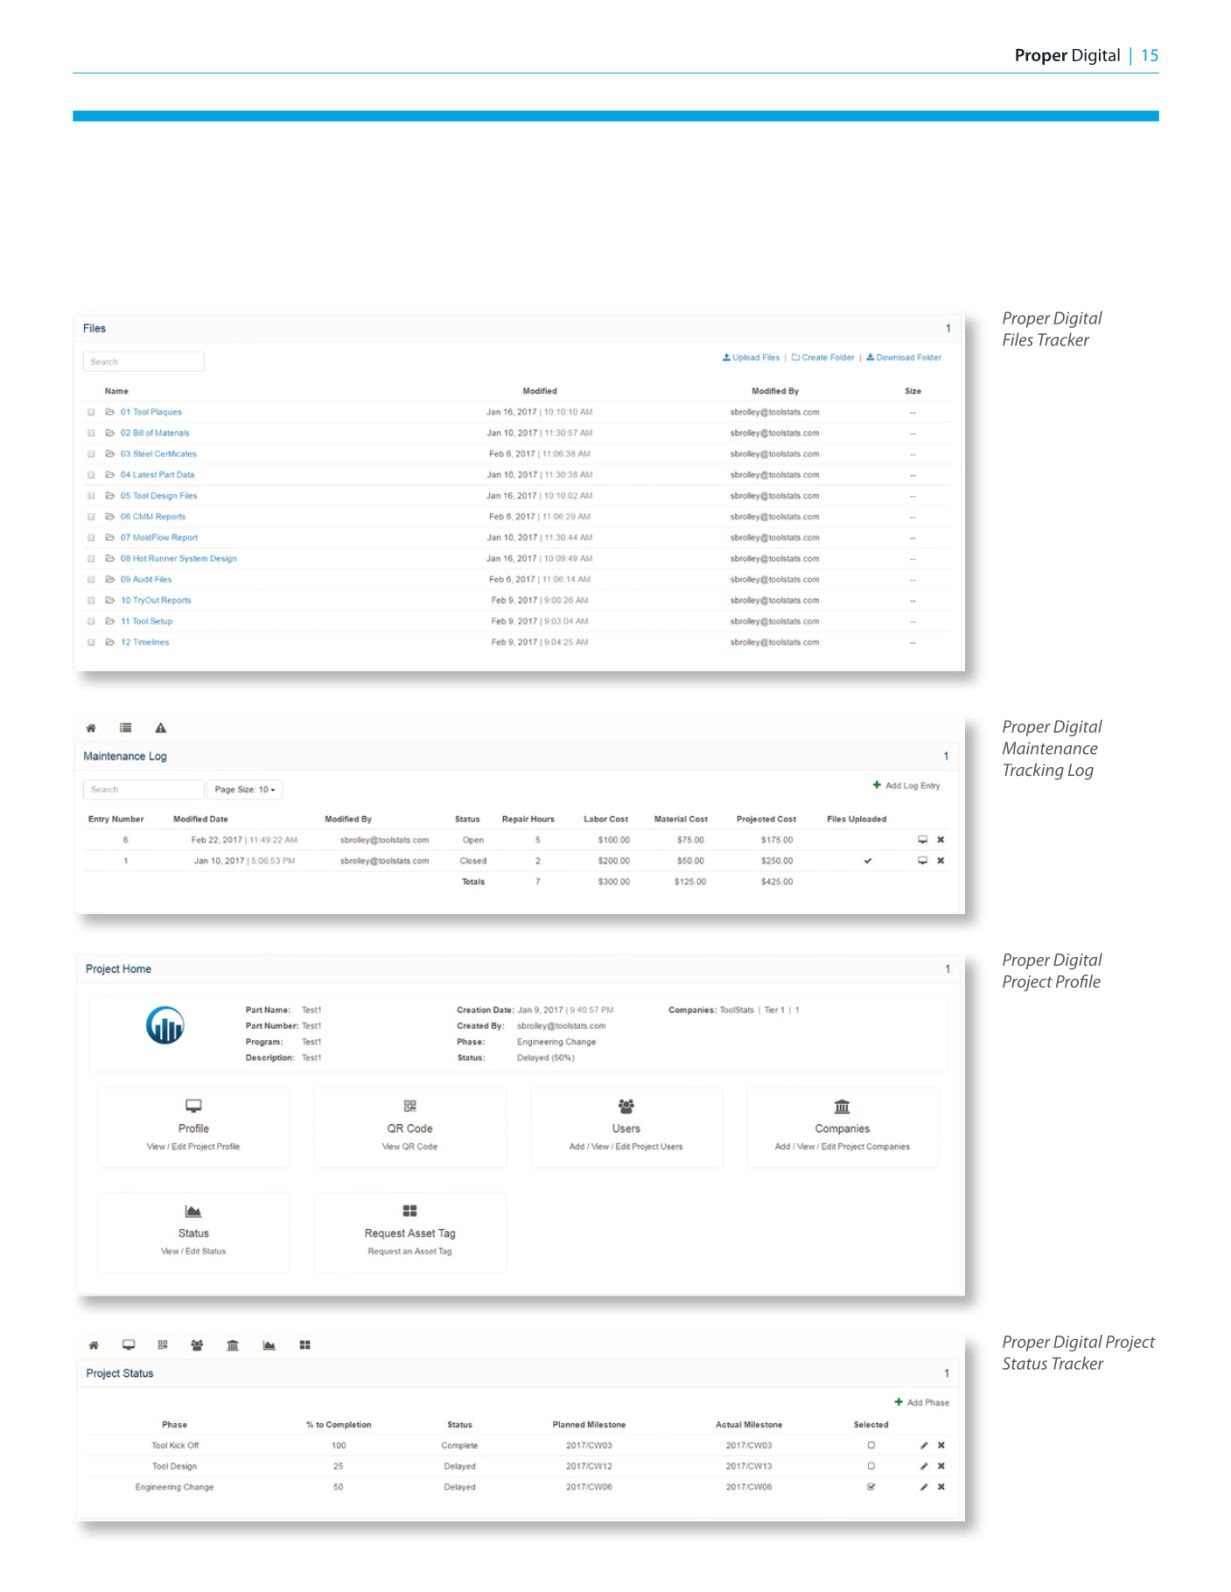 Proper Digital | 15
Proper Digital
Files Tracker
Files 1
Search
Upload Files | Create Folder | Download Folder
Name Modified Modified By Size
01 Tool Plaques Jan 16, 2017 | 10:10:10 AM sbrolley@toolstats.com --
02 Bill of Materials Jan 10, 2017 | 11:30:57 AM sbrolley@toolstats.com --
03 Steel Certificates Feb 6, 2017 | 11:06:38 AM sbrolley@toolstats.com --
04 Latest Part Data Jan 10, 2017 | 11:30:38 AM sbrolley@toolstats.com --
05 Tool Design Files Jan 16, 2017 | 10:10:02 AM sbrolley@toolstats.com --
06 CMM Reports Feb 6, 2017 | 11:06:29 AM sbrolley@toolstats.com --
07 MoldFlow Report Jan 10, 2017 | 11:30:44 AM sbrolley@toolstats.com --
08 Hot Runner System Design Jan 16, 2017 | 10:09:49 AM sbrolley@toolstats.com --
09 Audit Files Feb 6, 2017 | 11:06:14 AM sbrolley@toolstats.com --
10 TryOut Reports Feb 9, 2017 | 9:00:26 AM sbrolley@toolstats.com --
11 Tool Setup Feb 9, 2017 | 9:03:04 AM sbrolley@toolstats.com --
12 Timelines Feb 9, 2017 | 9:04:25 AM sbrolley@toolstats.com --
Proper Digital
Maintenance
Tracking Log
Maintenance Log 1
Search Page Size: 10
Add Log Entry
Entry Number Modified Date Modified By Status Repair Hours Labor Cost Material Cost Projected Cost Files Uploaded
6 Feb 22, 2017 | 11:49:22 AM sbrolley@toolstats.com Open 5 $100.00 $75.00 $175.00
1 Jan 10, 2017 | 5:06:53 PM sbrolley@toolstats.com Closed 2 $200.00 $50.00 $250.00
Totals 7 $300.00 $125.00 $425.00
Proper Digital
Project Profile
Project Home 1
Part Name: Test1 Creation Date: Jan 9, 2017 | 9:40:57 PM Companies: ToolStats | Tier 1 | 1
Part Number: Test1 Created By: sbrolley@toolstats.com
Program: Test1 Phase: Engineering Change
Description: Test1 Status: Delayed (50%)
Profile QR Code Users Companies
View / Edit Project Profile View QR Code Add / View / Edit Project Users Add / View / Edit Project Companies
Status Request Asset Tag
View / Edit Status Request an Asset Tag
Proper Digital Project
Status Tracker
Project Status 1
Add Phase
Phase % to Completion Status Planned Milestone Actual Milestone Selected
Tool Kick Off 100 Complete 2017/CW03 2017/CW03
Tool Design 25 Delayed 2017/CW12 2017/CW13
Engineering Change 50 Delayed 2017/CW06 2017/CW06